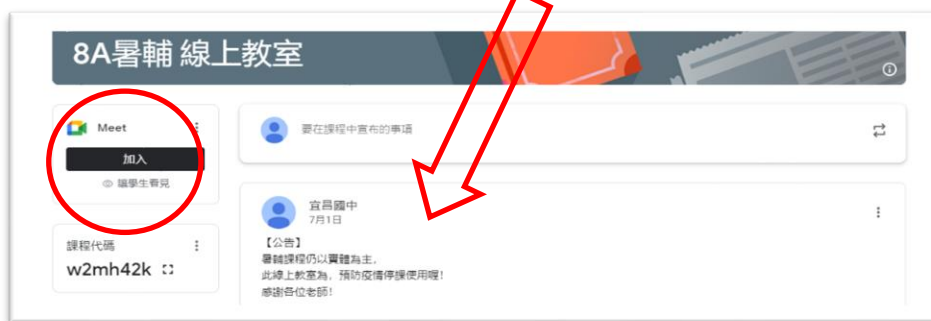 8A暑輔 線上教室
Meet
加入
讓學生看見
課程代碼
w2mh42k
要在課程中宣布的事項
宜昌國中
7月1日
【公告】
暑輔課程仍以實體為主，
此線上教室為，預防疫情停課使用喔！
感謝各位老師！